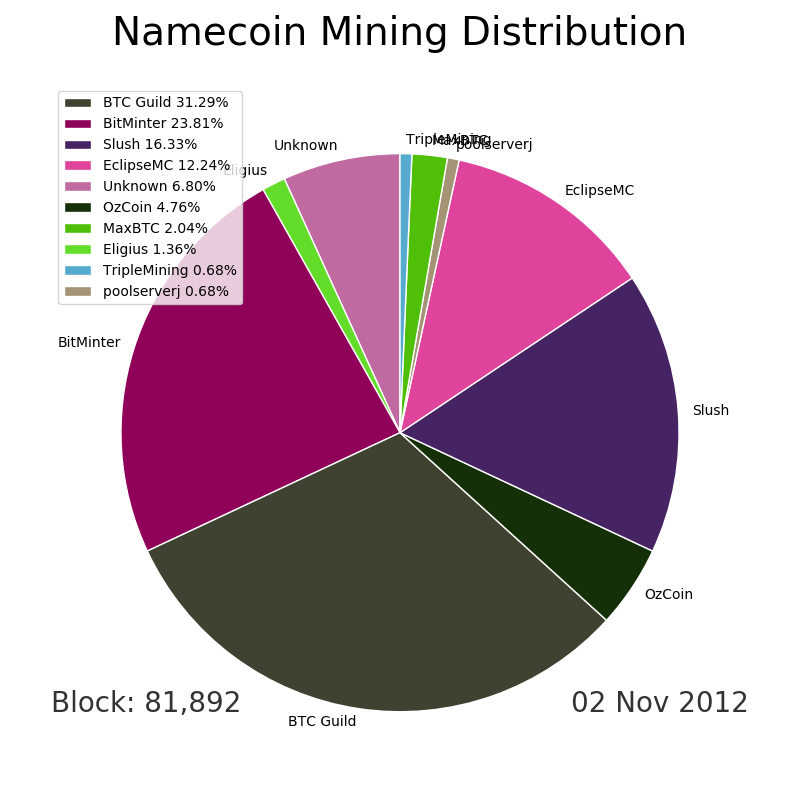 Namecoin Mining Distribution
BTC Guild 31.29%
BitMinter 23.81%
Slush 16.33%
EclipseMC 12.24%
Unknown 6.80%
OzCoin 4.76%
MaxBTC 2.04%
Eligius 1.36%
TripleMining 0.68%
poolserverj 0.68%
Unknown
TripleMining
MaxBTC
poolserverj
Eligius
EclipseMC
BitMinter
Slush
OzCoin
BTC Guild
Block: 81,892
02 Nov 2012